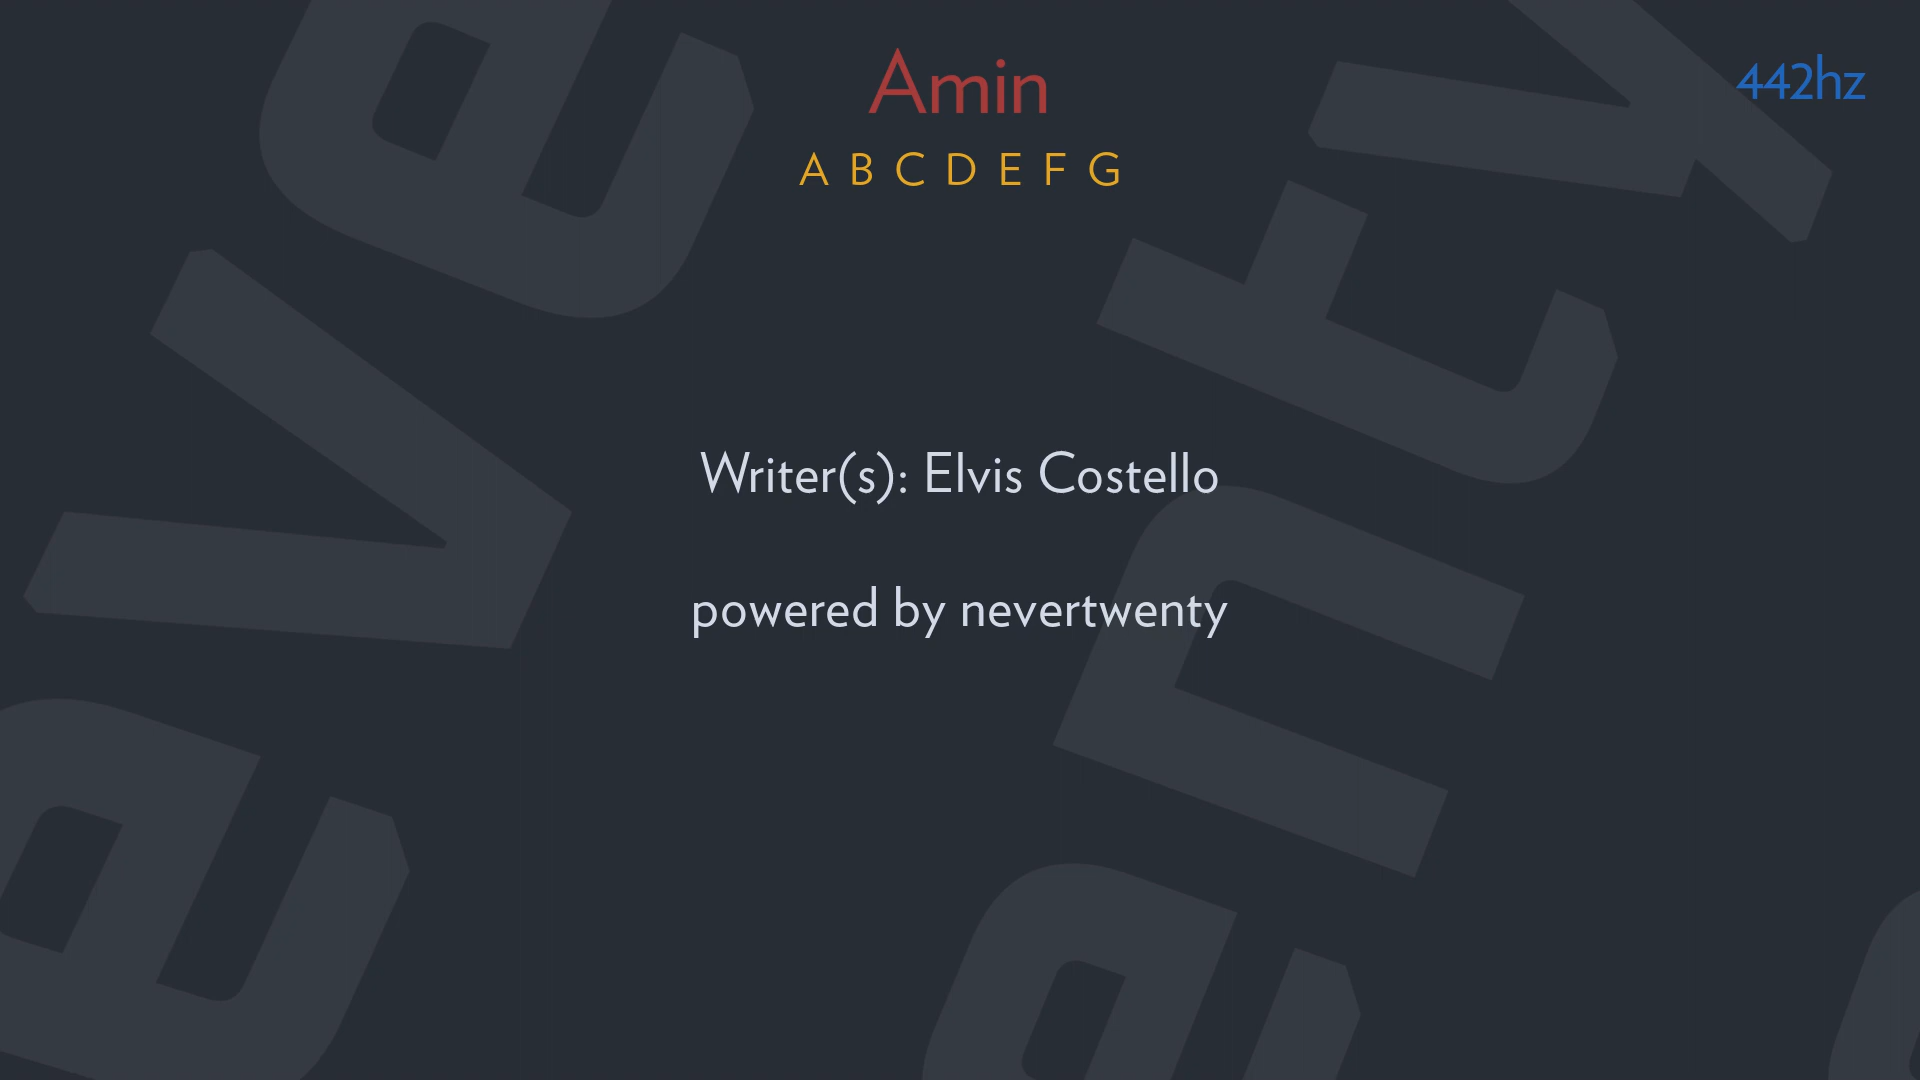 Amin
442hz
A B C D E F G
Writer(s): Elvis Costello
powered by nevertwenty